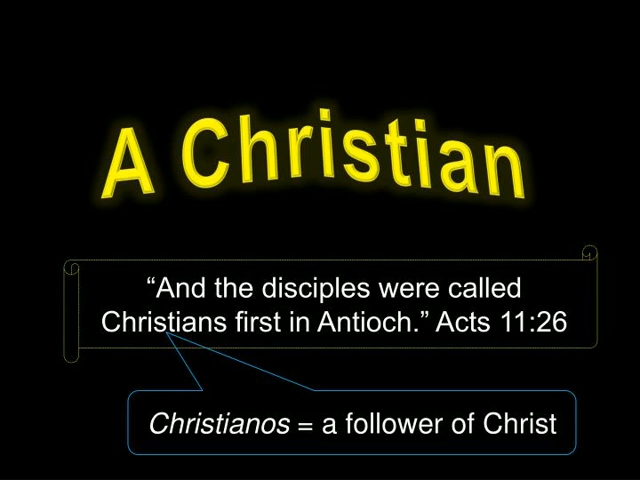 A Christian
“And the disciples were called
Christians first in Antioch.” Acts 11:26
Christianos = a follower of Christ